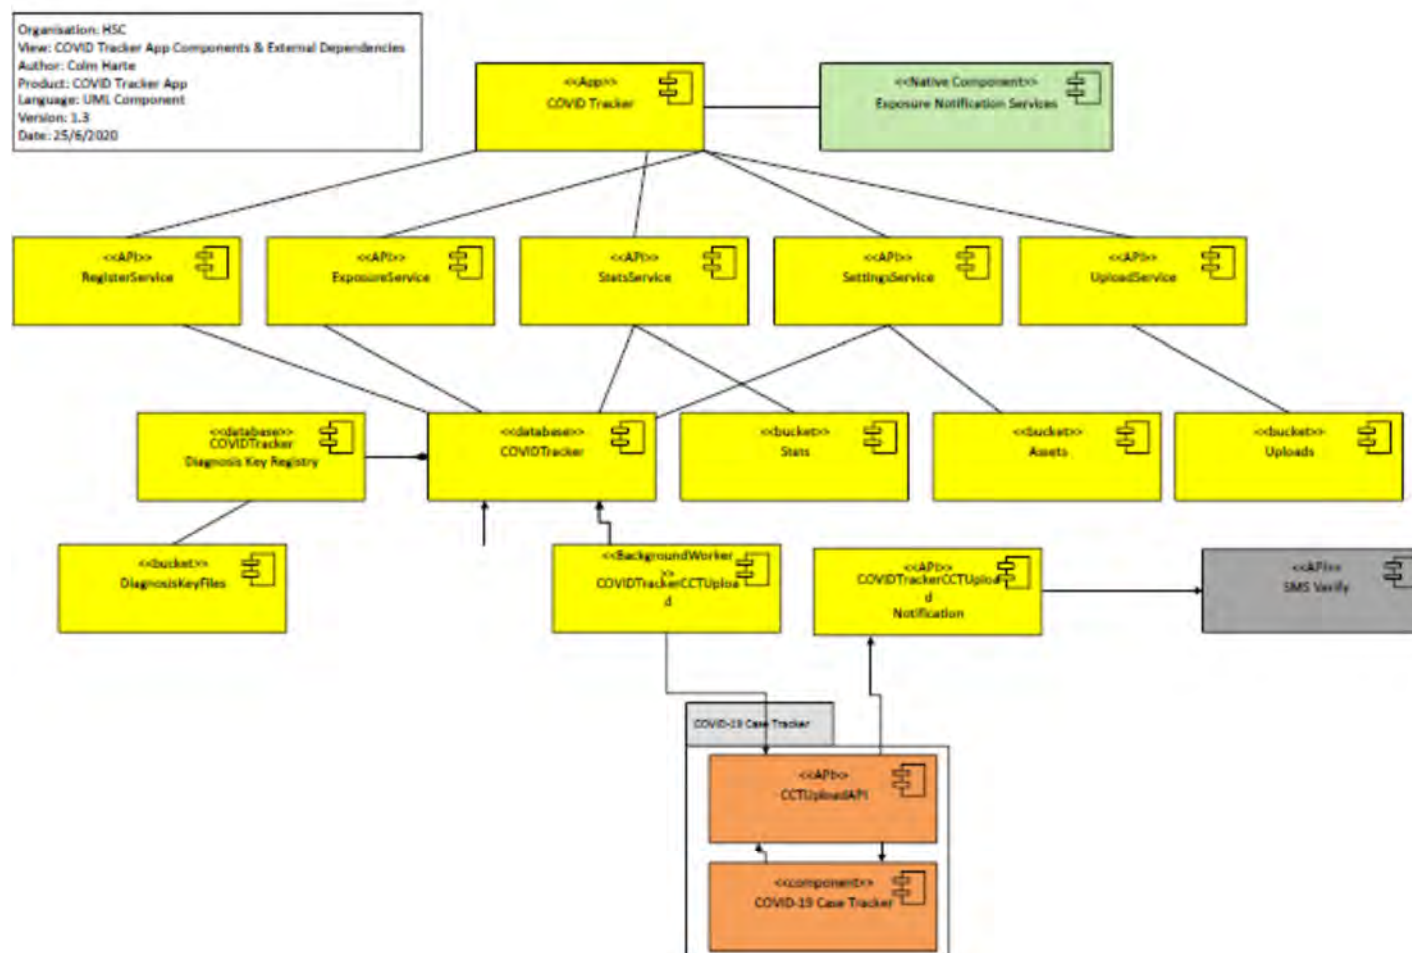 Organisation: HSC
View: COVID Tracker App Components & External Dependencies
Author: Colm Harte
Product: COVID Tracker App
Language: UML Component
Version: 1.3
Date: 25/6/2020
<<App>>
COVID Tracker
<<Native Component>>
Exposure Notification Services
<<API>>
RegisterService
<<API>>
ExposureService
<<API>>
StatsService
<<API>>
SettingsService
<<API>>
UploadService
<<database>>
COVIDTracker
Diagnosis Key Registry
<<database>>
COVIDTracker
<<bucket>>
Stats
<<bucket>>
Assets
<<bucket>>
Uploads
<<bucket>>
DiagnosisKeyFiles
<<BackgroundWorker
>>
COVIDTrackerCCTUploa
d
<<API>>
COVIDTrackerCCTUploa
d
Notification
<<API>>
SMS Verify
COVID-19 Case Tracker
<<API>>
CCTUploadAPI
<<component>>
COVID-19 Case Tracker